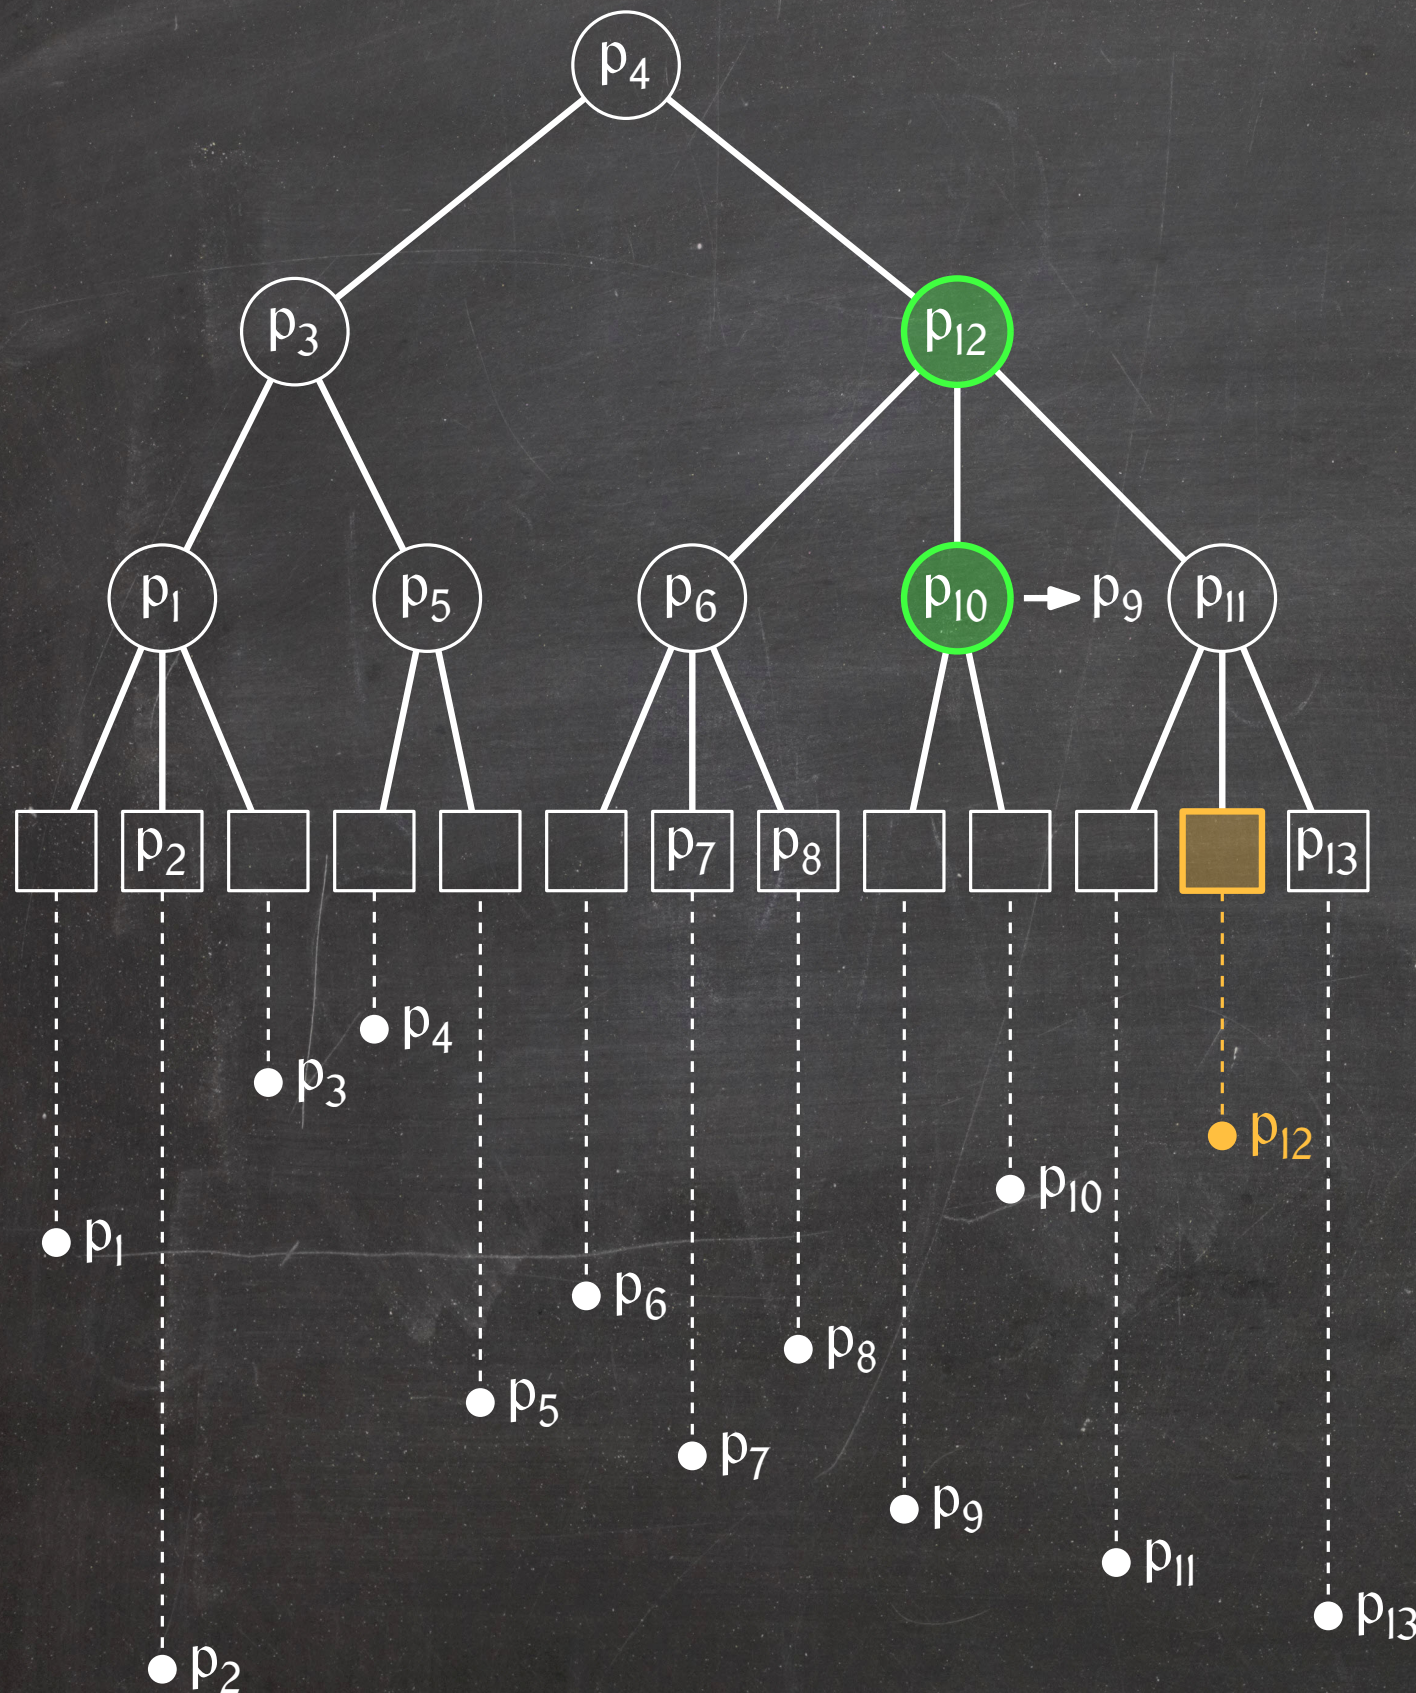 p₄
p₃ p₁₂
p₁ p₅ p₆ p₁₀ p₉ p₁₁
p₂ p₇ p₈ p₁₃
p₄
p₃
p₁₂
p₁₀
p₁
p₆
p₈
p₅
p₇
p₉
p₁₁
p₁₃
p₂